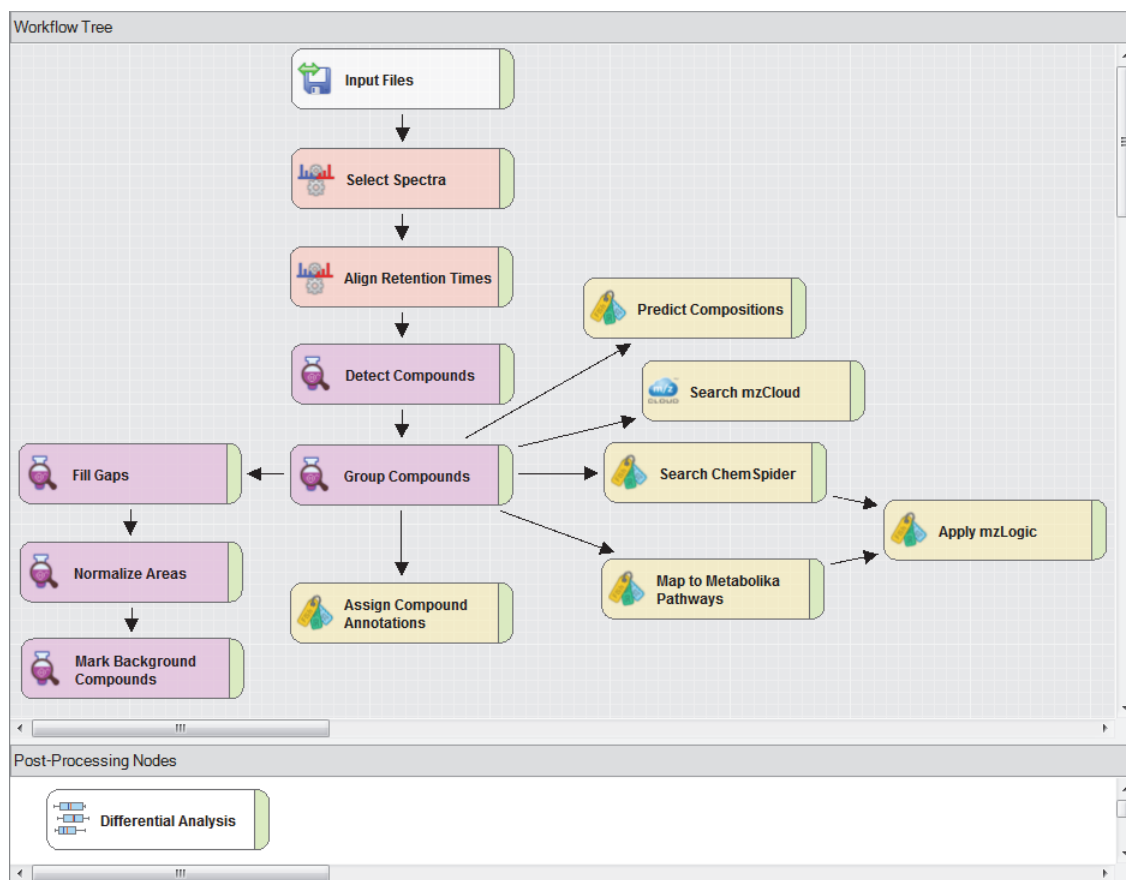 Workflow Tree
Input Files
Select Spectra
Align Retention Times
Predict Compositions
Detect Compounds
m/z
CLOUD
Search mzCloud
Fill Gaps
Group Compounds
Search ChemSpider
Apply mzLogic
Normalize Areas
Assign Compound
Annotations
Map to Metabolika
Pathways
Mark Background
Compounds
Post-Processing Nodes
Differential Analysis